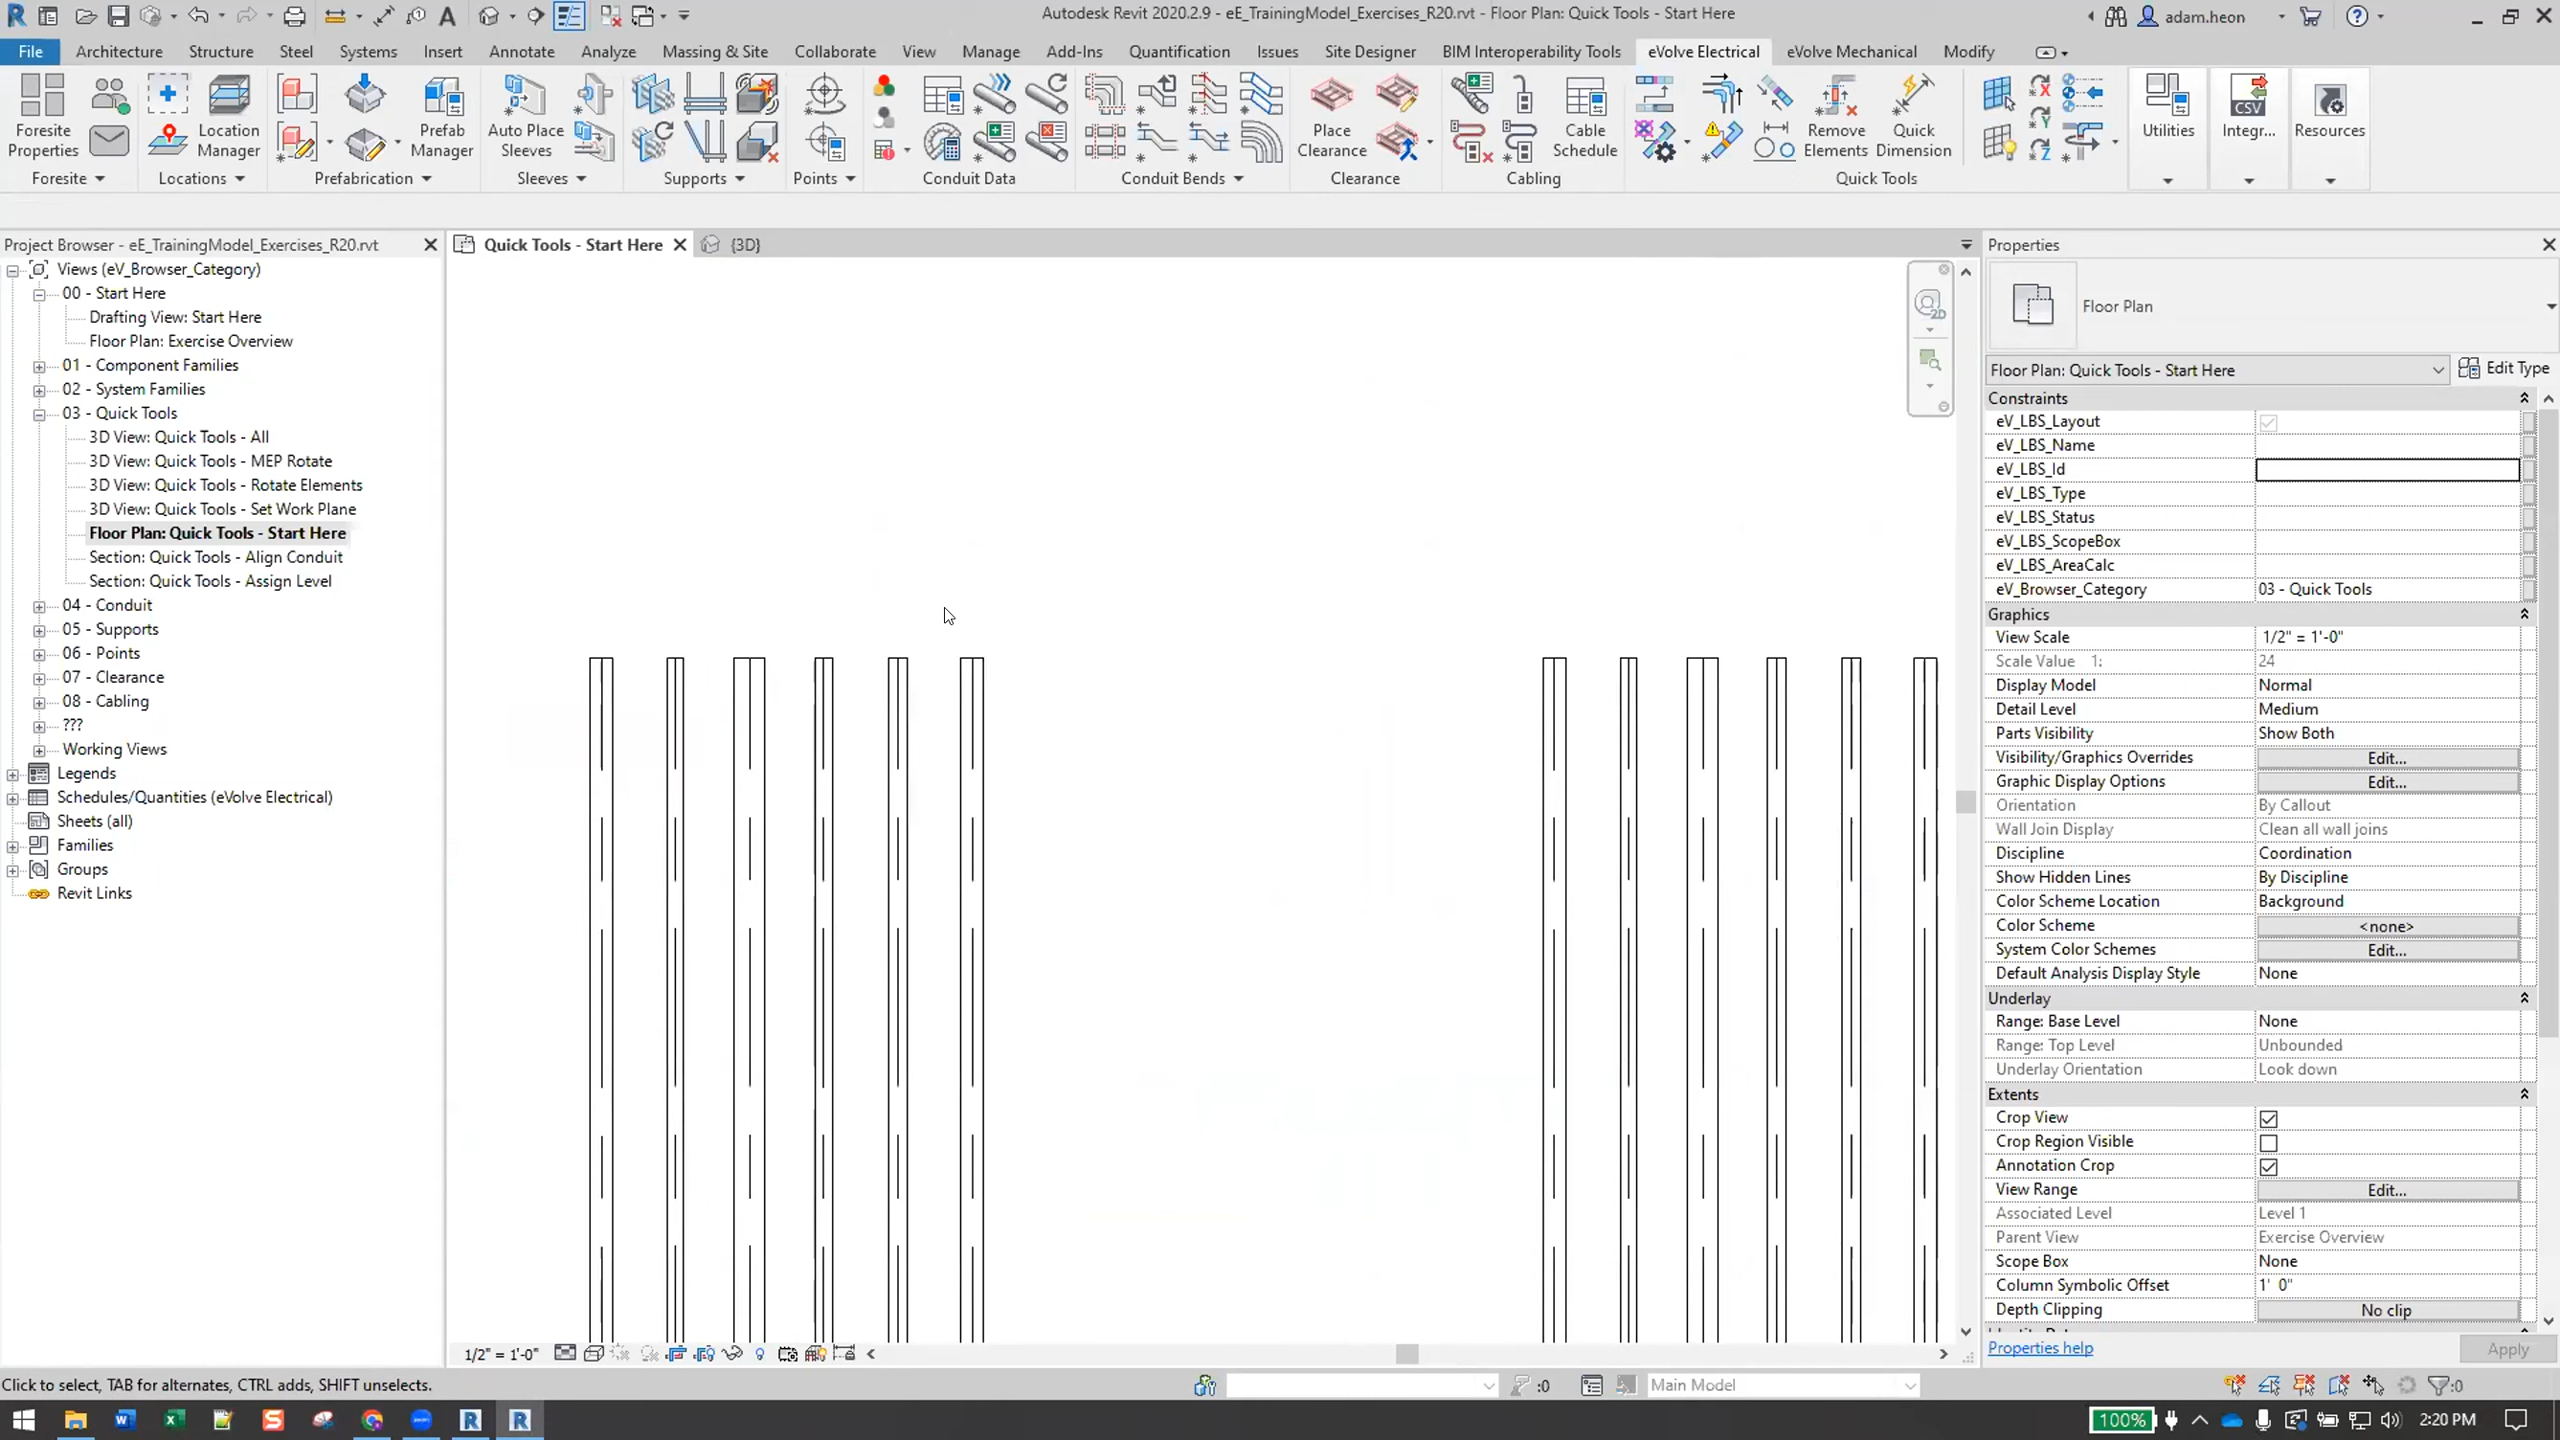 Autodesk Revit 2020.2.9 - eE_TrainingModel_Exercises_R20.rvt - Floor Plan: Quick Tools - Start Here
adam.heon
File Architecture Structure Steel Systems Insert Annotate Analyze Massing & Site Collaborate View Manage Add-Ins Quantification Issues Site Designer BIM Interoperability Tools eVolve Electrical eVolve Mechanical Modify
Foresite Properties
Location Manager
Prefab Manager
Auto Place Sleeves
Place Clearance
Cable Schedule
Remove Elements
Quick Dimension
Utilities
CSV
Integr...
Resources
Foresite Locations Prefabrication Sleeves Supports Points Conduit Data Conduit Bends Clearance Cabling Quick Tools
Project Browser - eE_TrainingModel_Exercises_R20.rvt
Views (eV_Browser_Category)
00 - Start Here
Drafting View: Start Here
Floor Plan: Exercise Overview
01 - Component Families
02 - System Families
03 - Quick Tools
3D View: Quick Tools - All
3D View: Quick Tools - MEP Rotate
3D View: Quick Tools - Rotate Elements
3D View: Quick Tools - Set Work Plane
Floor Plan: Quick Tools - Start Here
Section: Quick Tools - Align Conduit
Section: Quick Tools - Assign Level
04 - Conduit
05 - Supports
06 - Points
07 - Clearance
08 - Cabling
???
Working Views
Legends
Schedules/Quantities (eVolve Electrical)
Sheets (all)
Families
Groups
Revit Links
Quick Tools - Start Here
{3D}
2D
1/2" = 1'-0"
Properties
Floor Plan
Floor Plan: Quick Tools - Start Here
Edit Type
Constraints
eV_LBS_Layout
eV_LBS_Name
eV_LBS_Id
eV_LBS_Type
eV_LBS_Status
eV_LBS_ScopeBox
eV_LBS_AreaCalc
eV_Browser_Category 03 - Quick Tools
Graphics
View Scale 1/2" = 1'-0"
Scale Value 1: 24
Display Model Normal
Detail Level Medium
Parts Visibility Show Both
Visibility/Graphics Overrides Edit...
Graphic Display Options Edit...
Orientation By Callout
Wall Join Display Clean all wall joins
Discipline Coordination
Show Hidden Lines By Discipline
Color Scheme Location Background
Color Scheme <none>
System Color Schemes Edit...
Default Analysis Display Style None
Underlay
Range: Base Level None
Range: Top Level Unbounded
Underlay Orientation Look down
Extents
Crop View
Crop Region Visible
Annotation Crop
View Range Edit...
Associated Level Level 1
Parent View Exercise Overview
Scope Box None
Column Symbolic Offset 1' 0"
Depth Clipping No clip
Properties help
Apply
Click to select, TAB for alternates, CTRL adds, SHIFT unselects.
:0
Main Model
:0
100%
2:20 PM